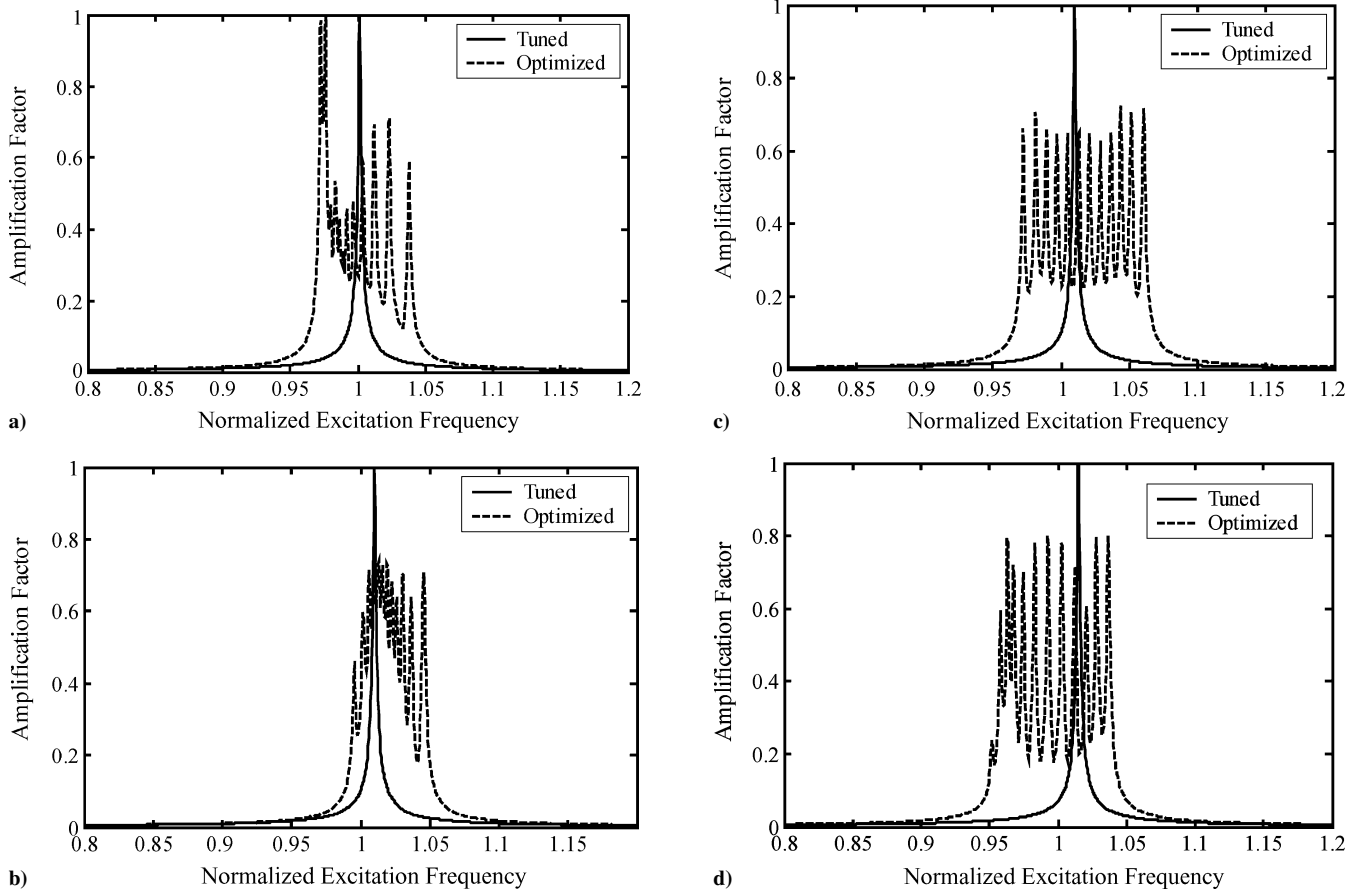 1
0.8
0.6
0.4
0.2
0
Amplification Factor
Tuned
Optimized
0.8 0.9 0.95 1 1.05 1.1 1.15 1.2
Normalized Excitation Frequency
a)
1
0.8
0.6
0.4
0.2
0
Amplification Factor
Tuned
Optimized
0.8 0.85 0.9 0.95 1 1.05 1.1 1.15
Normalized Excitation Frequency
b)
1
0.8
0.6
0.4
0.2
0
Amplification Factor
Tuned
Optimized
0.8 0.85 0.9 0.95 1 1.05 1.1 1.15 1.2
Normalized Excitation Frequency
c)
1
0.8
0.6
0.4
0.2
0
Amplification Factor
Tuned
Optimized
0.8 0.85 0.9 0.95 1 1.05 1.1 1.15 1.2
Normalized Excitation Frequency
d)